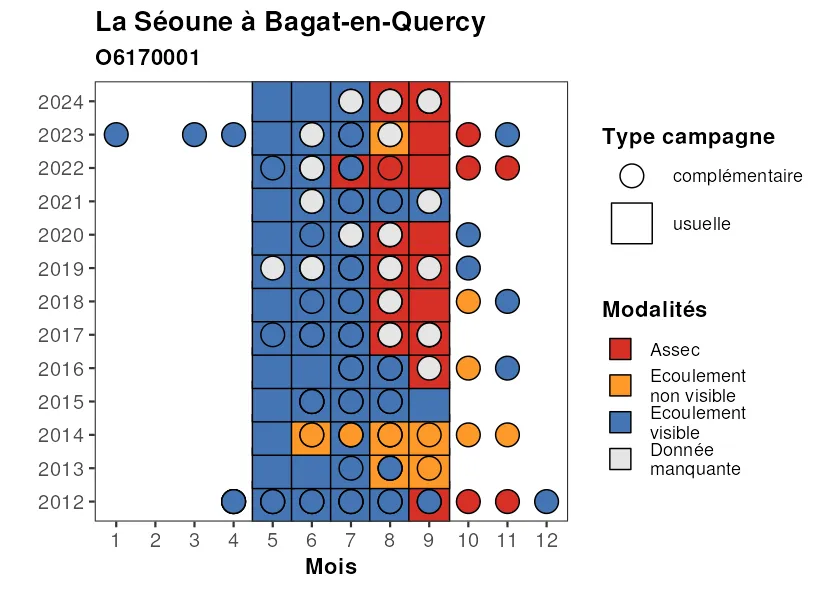 La Séoune à Bagat-en-Quercy
O6170001
2024
2023
2022
2021
2020
2019
2018
2017
2016
2015
2014
2013
2012
1 2 3 4 5 6 7 8 9 10 11 12
Mois
Type campagne
complémentaire
usuelle
Modalités
Assec
Ecoulement
non visible
Ecoulement
visible
Donnée
manquante